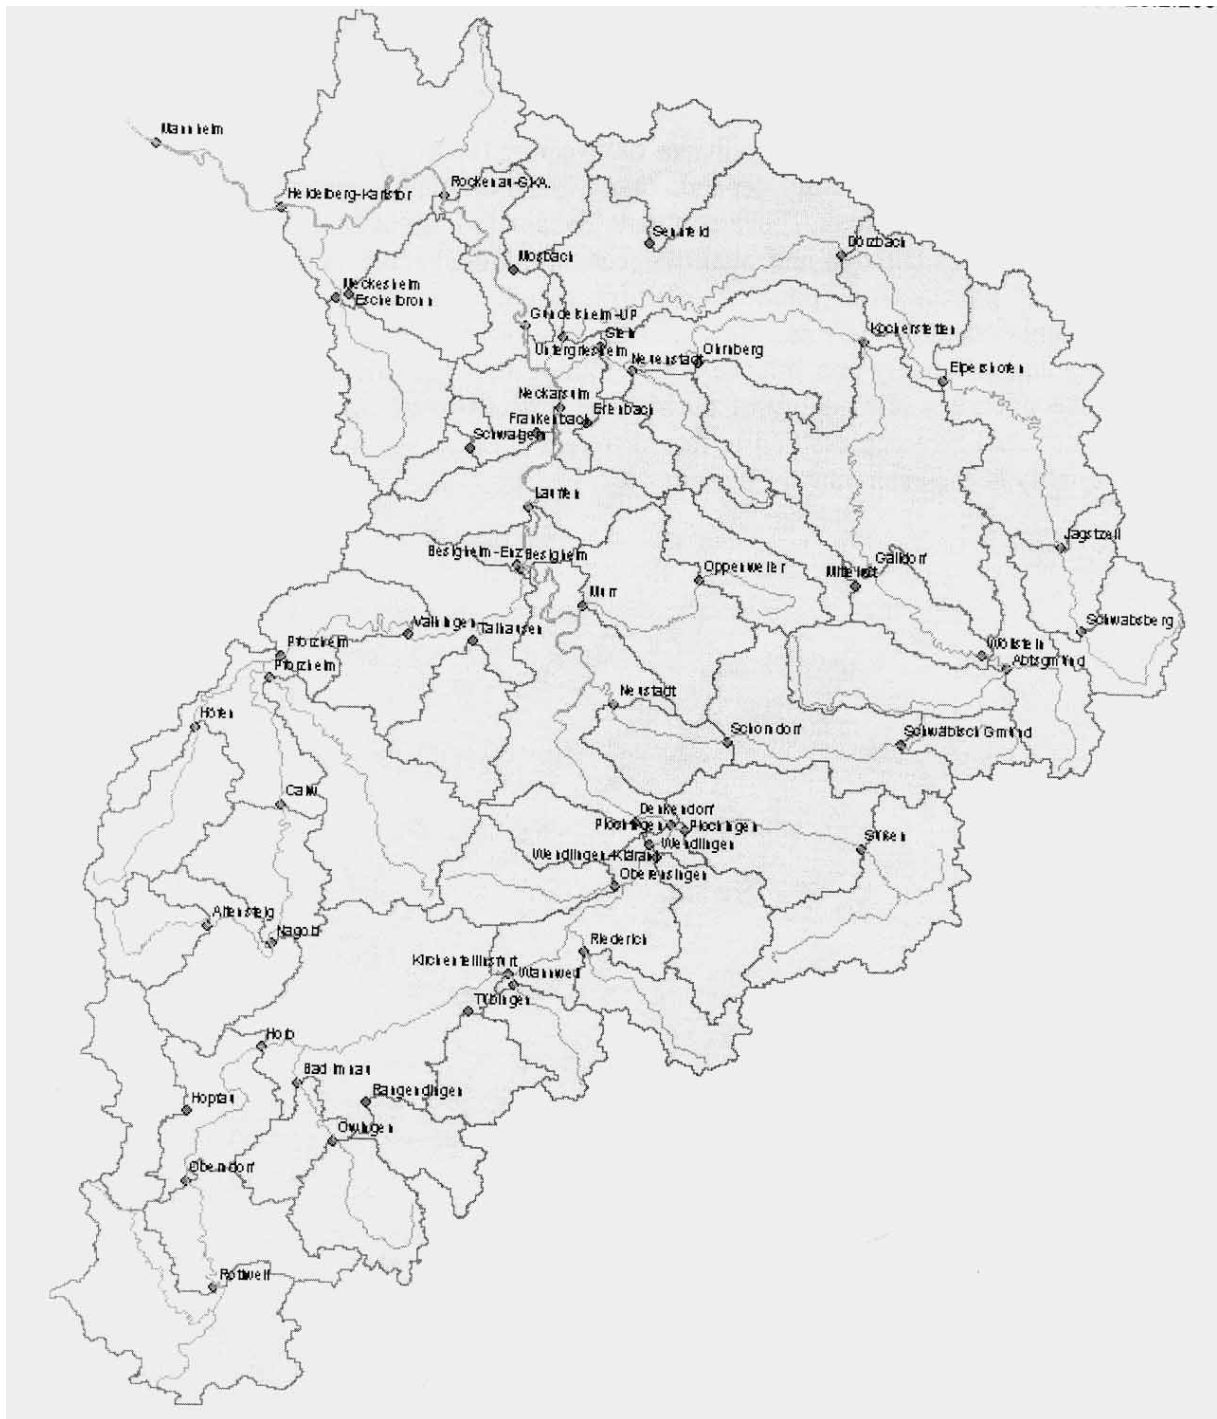 Mannheim
Heidelberg-Karlstor
Rockenau-SKA.
Sennfeld
Dörzbach
Mosbach
Meckesheim
Eschelbronn
Gundelsheim-UP
Stein
Untergriesheim
Kocherstetten
Neuenstadt
Ohrnberg
Elpershofen
Neckarsulm
Erlenbach
Frankenbach
Schwaigern
Lauffen
Jagstzell
Besigheim-Enz
Besigheim
Gaildorf
Oppenweiler
Mittelrot
Murr
Vaihingen
Talhausen
Schwabsberg
Pforzheim
Wöllstein
Abtsgmünd
Pforzheim
Neustadt
Höfen
Schorndorf
Schwäbisch Gmünd
Calw
Denkendorf
Plochingen
Plochingen
Süßen
Wendlingen
Wendlingen-Kläranl
Oberensingen
Altensteig
Nagold
Riederich
Kirchentellinsfurt
Wannweil
Tübingen
Horb
Bad Imnau
Rangendingen
Hopfau
Owingen
Oberndorf
Rottweil